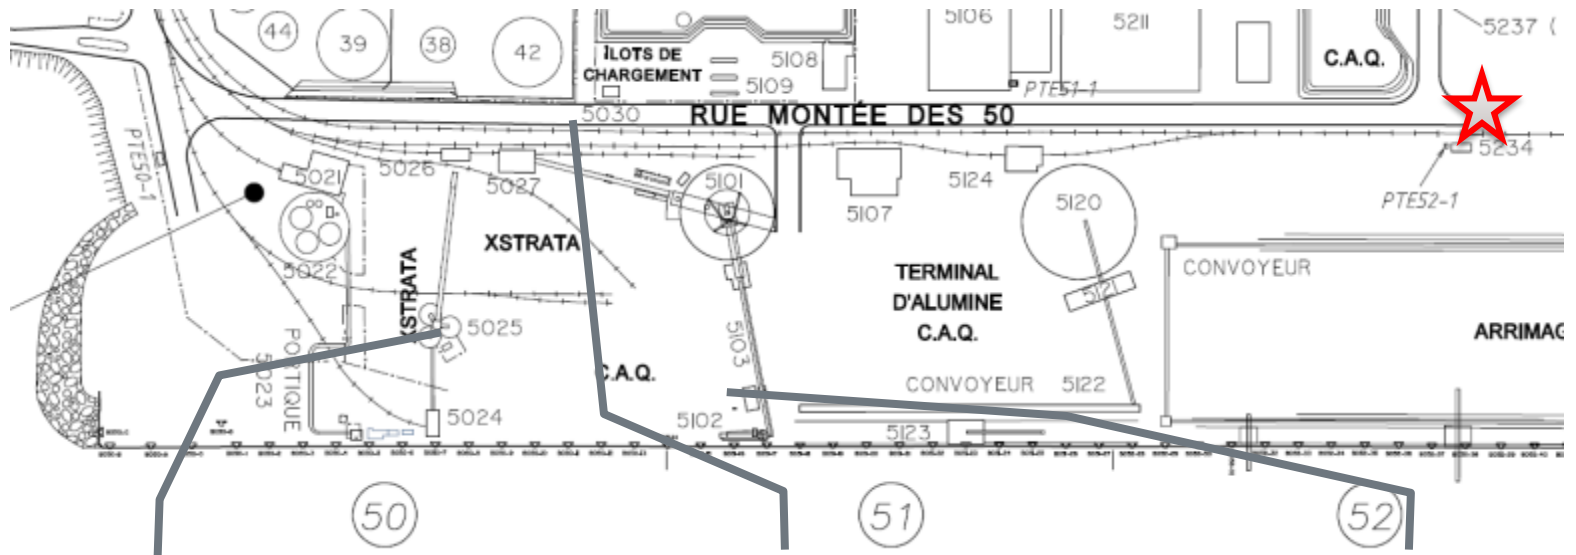 44
39
38
42
ÎLOTS DE
CHARGEMENT
5108
5109
5106
5211
PTE51-1
C.A.Q.
5237 (
5030
RUE MONTÉE DES 50
PTE50-1
5021
5026
5027
5101
5107
5124
5120
5234
PTE52-1
5022
XSTRATA
XSTRATA
TERMINAL
D'ALUMINE
C.A.Q.
5121
CONVOYEUR
5025
5103
ARRIMAG
PORTIQUE
5023
C.A.Q.
CONVOYEUR 5122
5024
5102
5123
50
51
52